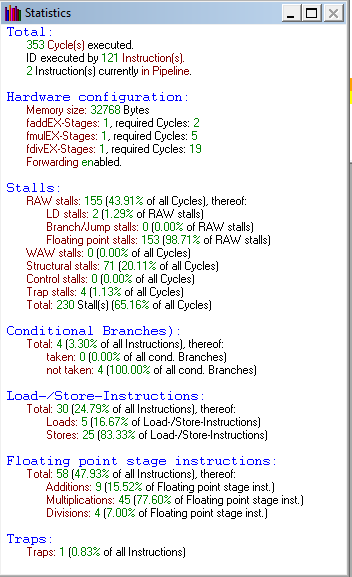 Statistics
Total:
353 Cycle(s) executed.
ID executed by 121 Instruction(s).
2 Instruction(s) currently in Pipeline.
Hardware configuration:
Memory size: 32768 Bytes
faddEX-Stages: 1, required Cycles: 2
fmulEX-Stages: 1, required Cycles: 5
fdivEX-Stages: 1, required Cycles: 19
Forwarding enabled.
Stalls:
RAW stalls: 155 (43.91% of all Cycles), thereof:
LD stalls: 2 (1.29% of RAW stalls)
Branch/Jump stalls: 0 (0.00% of RAW stalls)
Floating point stalls: 153 (98.71% of RAW stalls)
WAW stalls: 0 (0.00% of all Cycles)
Structural stalls: 71 (20.11% of all Cycles)
Control stalls: 0 (0.00% of all Cycles)
Trap stalls: 4 (1.13% of all Cycles)
Total: 230 Stall(s) (65.16% of all Cycles)
Conditional Branches):
Total: 4 (3.30% of all Instructions), thereof:
taken: 0 (0.00% of all cond. Branches)
not taken: 4 (100.00% of all cond. Branches)
Load-/Store-Instructions:
Total: 30 (24.79% of all Instructions), thereof:
Loads: 5 (16.67% of Load-/Store-Instructions)
Stores: 25 (83.33% of Load-/Store-Instructions)
Floating point stage instructions:
Total: 58 (47.93% of all Instructions), thereof:
Additions: 9 (15.52% of Floating point stage inst.)
Multiplications: 45 (77.60% of Floating point stage inst.)
Divisions: 4 (7.00% of Floating point stage inst.)
Traps:
Traps: 1 (0.83% of all Instructions)